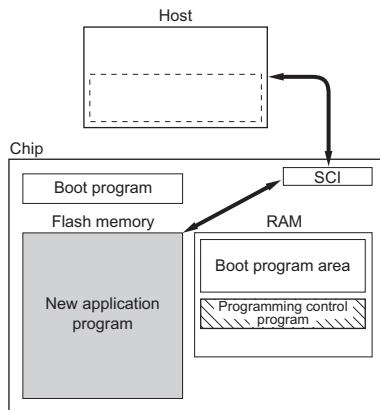 Host
Chip
SCI
Boot program
Flash memory
RAM
New application
program
Boot program area
Programming control
program